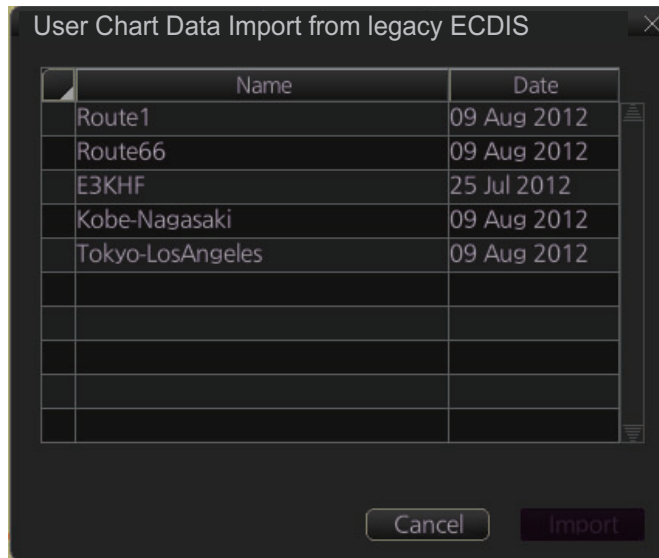 User Chart Data Import from legacy ECDIS
Name Date
Route1 09 Aug 2012
Route66 09 Aug 2012
E3KHF 25 Jul 2012
Kobe-Nagasaki 09 Aug 2012
Tokyo-LosAngeles 09 Aug 2012
Cancel Import